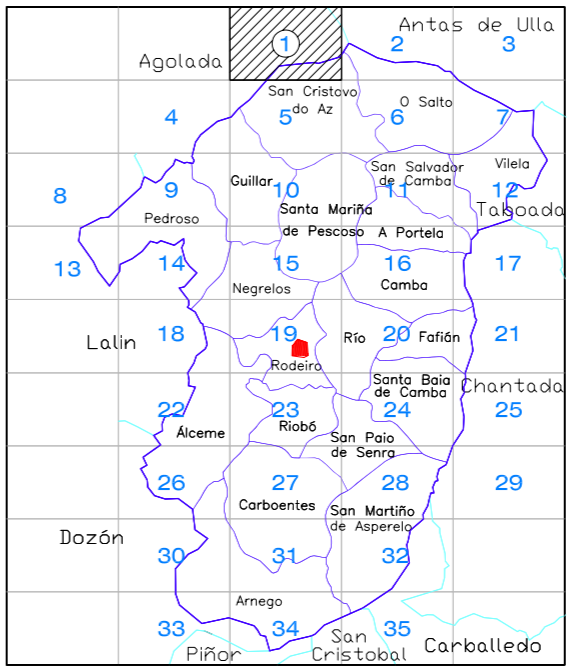 Antas de Ulla
1
2
3
Agolada
San Cristovo
do Az
O Salto
4
5
6
7
San Salvador
de Camba
Vilela
8
9
Guillar
10
11
12
Pedroso
Santa Mariña
de Pescoso
A Portela
Taboada
13
14
15
16
17
Negrelos
Camba
Lalin
18
19
Río
20
Fafián
21
Rodeiro
Santa Baia
de Camba
Chantada
22
23
24
25
Álceme
Riobó
San Paio
de Senra
26
27
28
29
Carboentes
San Martiño
de Asperelo
Dozón
30
31
32
Arnego
33
34
35
Piñor
San
Cristobal
Carballedo